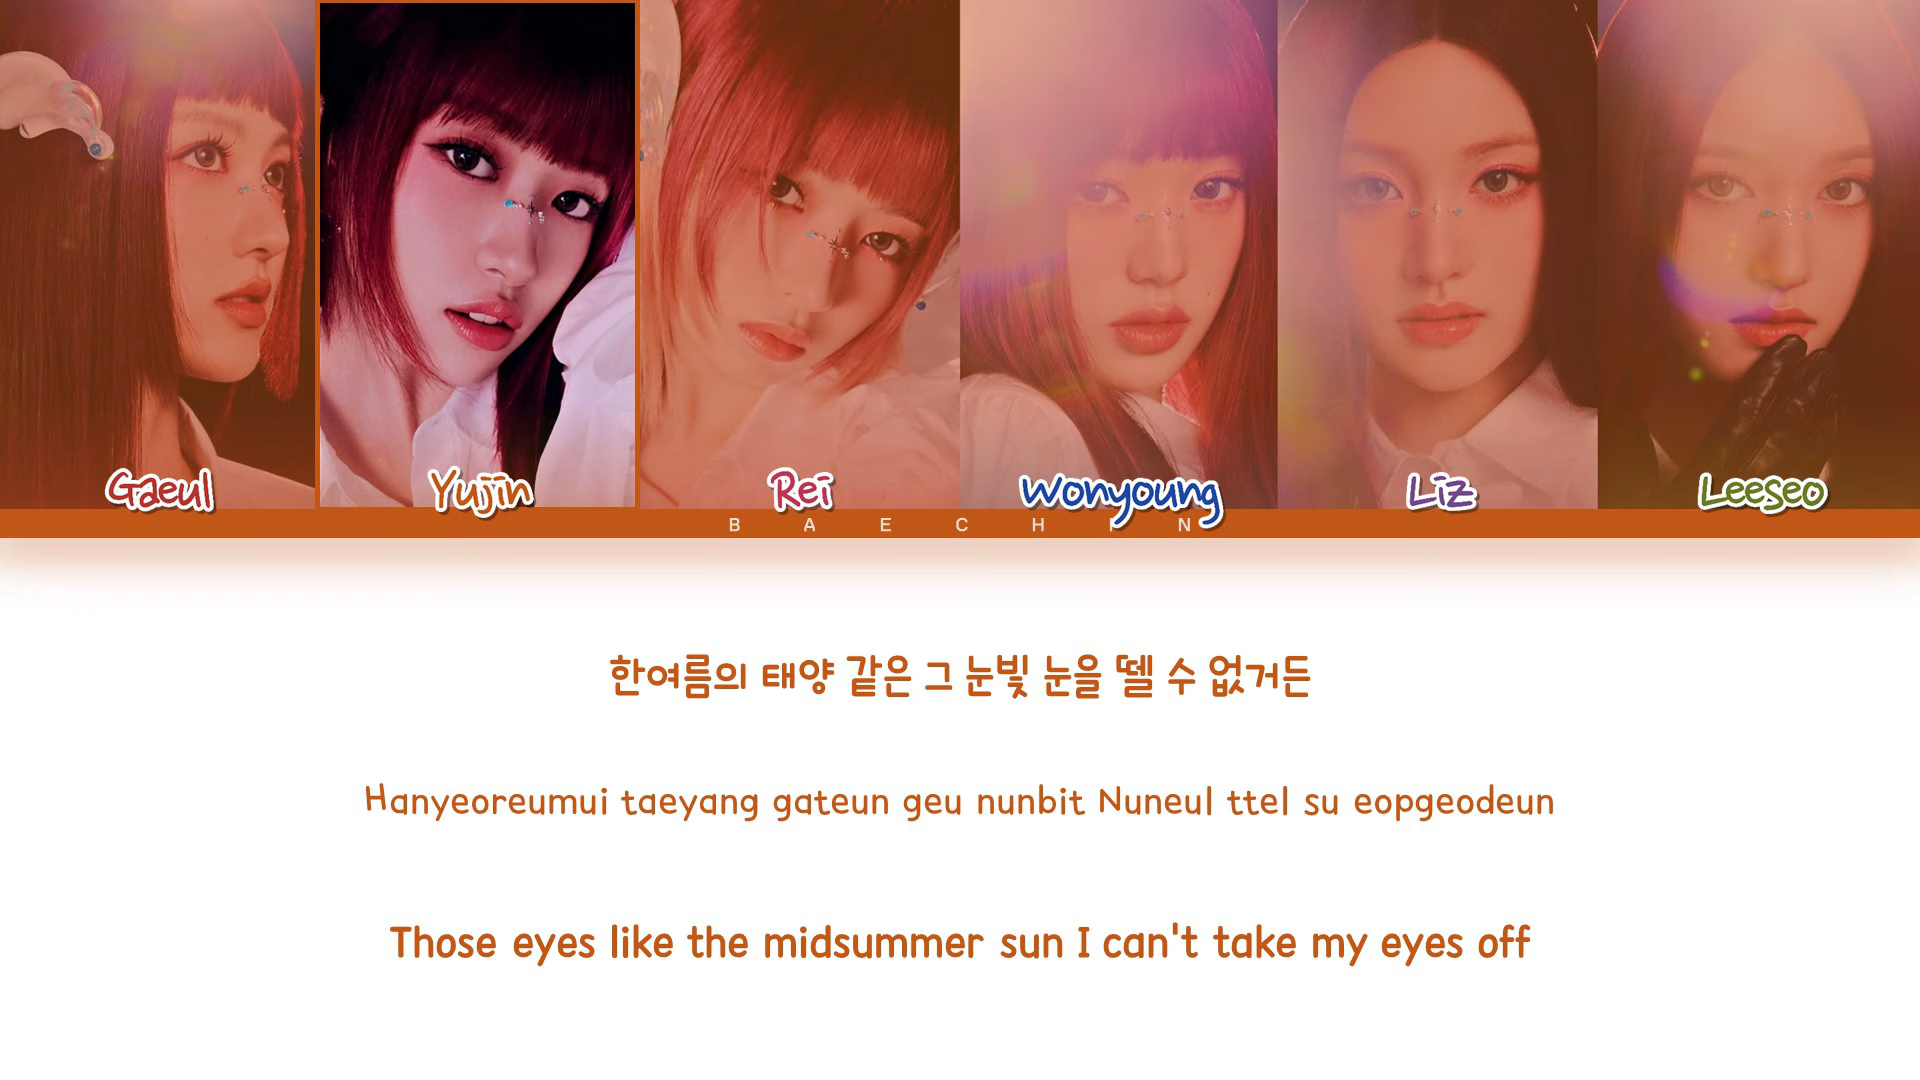 Gaeul
Yujin
Rei
Wonyoung
Liz
Leeseo
B A E C H I N
한여름의 태양 같은 그 눈빛 눈을 뗄 수 없거든
Hanyeoreumui taeyang gateun geu nunbit Nuneul ttel su eopgeodeun
Those eyes like the midsummer sun I can't take my eyes off